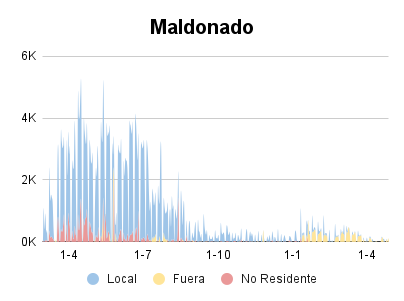 Maldonado
6K
4K
2K
0K
1-4 1-7 1-10 1-1 1-4
Local Fuera No Residente